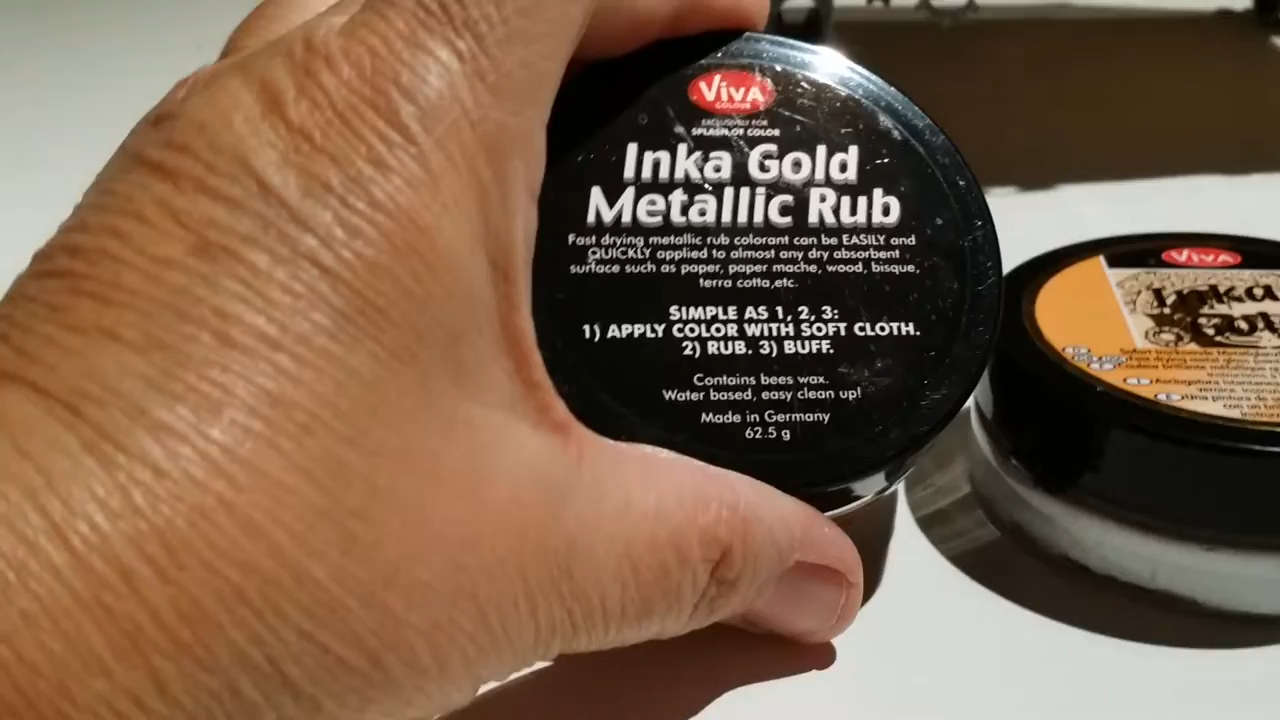 VIVA
COLOUR
EXCLUSIVELY FOR
SPLASH OF COLOR
Inka Gold
Metallic Rub
Fast drying metallic rub colorant can be EASILY and
QUICKLY applied to almost any dry absorbent
surface such as paper, paper mache, wood, bisque,
terra cotta,etc.
SIMPLE AS 1, 2, 3:
1) APPLY COLOR WITH SOFT CLOTH.
2) RUB. 3) BUFF.
Contains bees wax.
Water based, easy clean up!
Made in Germany
62.5 g
VIVA
Inka